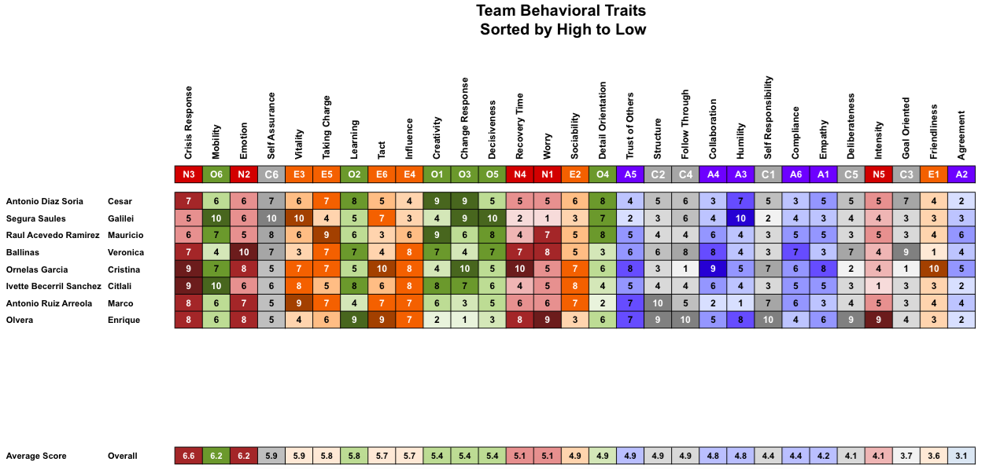 Team Behavioral Traits
Sorted by High to Low
Crisis Response Mobility Emotion Self Assurance Vitality Taking Charge Learning Tact Influence Creativity Change Response Decisiveness Recovery Time Worry Sociability Detail Orientation Trust of Others Structure Follow Through Collaboration Humility Self Responsibility Compliance Empathy Deliberateness Intensity Goal Oriented Friendliness Agreement
N3 O6 N2 C6 E3 E5 O2 E6 E4 O1 O3 O5 N4 N1 E2 O4 A5 C2 C4 A4 A3 C1 A6 A1 C5 N5 C3 E1 A2
Antonio Diaz Soria Cesar 7 6 6 7 6 7 8 5 4 9 9 5 5 5 6 8 4 5 6 3 7 5 3 5 5 5 7 4 2
Segura Saules Galilei 5 10 6 10 10 4 5 7 3 4 9 10 2 1 3 7 2 3 6 4 10 2 4 3 4 4 3 3 3
Raul Acevedo Ramirez Mauricio 6 7 5 8 6 9 6 3 6 9 6 8 4 7 5 8 5 4 4 6 4 3 5 5 3 5 3 4 6
Ballinas Veronica 7 4 10 7 3 7 7 4 8 7 4 7 7 8 5 3 6 6 8 8 4 3 7 3 7 4 9 1 4
Ornelas Garcia Cristina 9 7 8 5 7 7 5 10 8 4 10 5 10 5 7 6 8 3 1 9 5 7 6 8 2 4 1 10 5
Ivette Becerril Sanchez Citlali 9 10 6 6 8 5 8 6 8 8 7 6 4 5 8 4 5 4 4 6 4 3 5 5 3 1 3 3 2
Antonio Ruiz Arreola Marco 8 6 7 5 9 7 4 7 7 6 3 5 6 6 7 2 7 10 5 2 1 7 6 3 4 5 3 4 4
Olvera Enrique 8 6 8 5 4 6 9 9 7 2 1 3 8 9 3 6 7 9 10 5 8 10 4 6 9 9 4 3 2
Average Score Overall 6.6 6.2 6.2 5.9 5.9 5.8 5.8 5.7 5.7 5.4 5.4 5.4 5.1 5.1 4.9 4.9 4.9 4.9 4.9 4.8 4.8 4.4 4.4 4.2 4.1 4.1 3.7 3.6 3.1